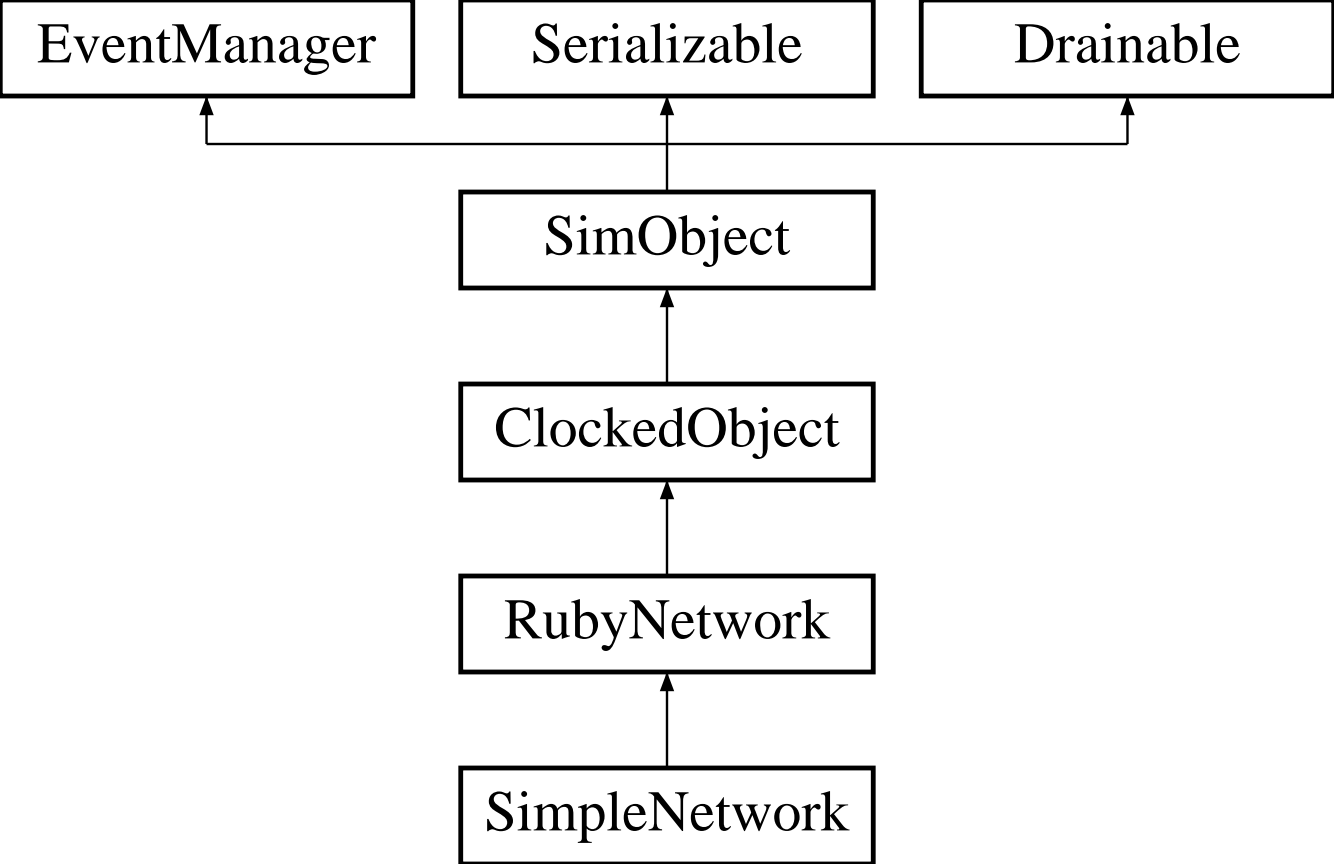 EventManager
Serializable
Drainable
SimObject
ClockedObject
RubyNetwork
SimpleNetwork